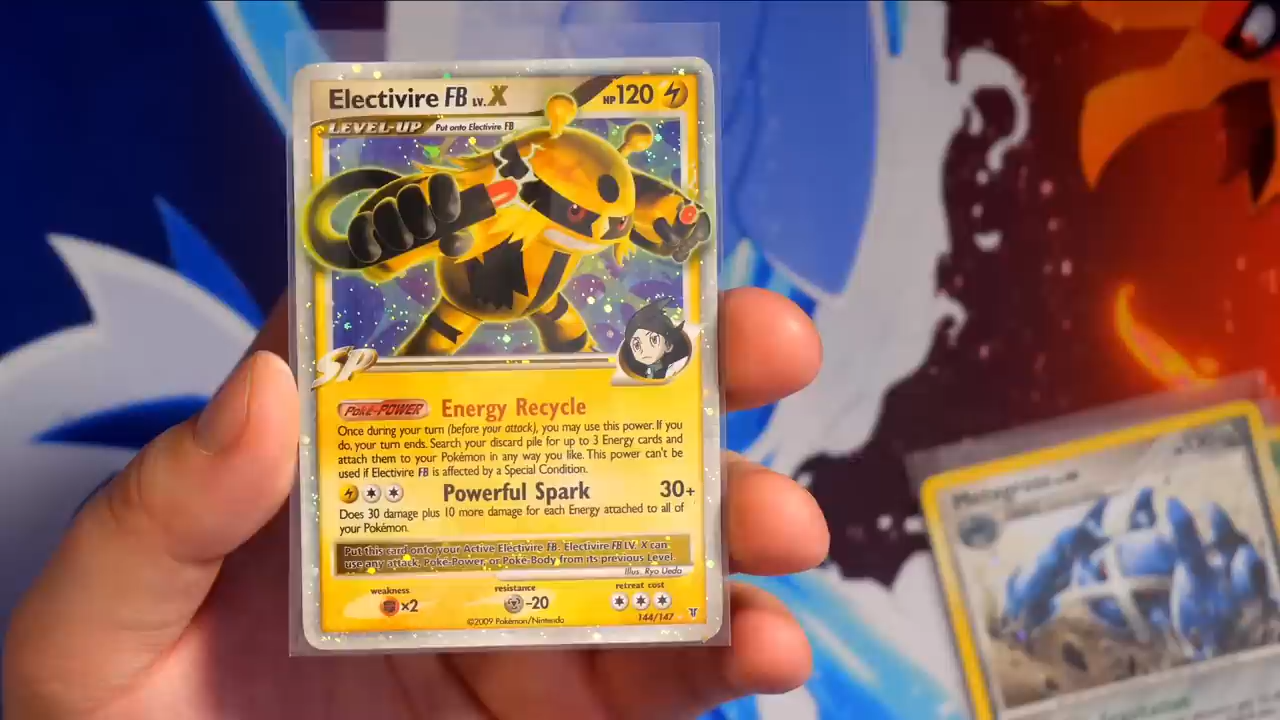 Electivire FB LV.X HP120
LEVEL-UP Put onto Electivire FB
SP
Poké-POWER Energy Recycle
Once during your turn (before your attack), you may use this power. If you
do, your turn ends. Search your discard pile for up to 3 Energy cards and
attach them to your Pokémon in any way you like. This power can't be
used if Electivire FB is affected by a Special Condition.
Powerful Spark 30+
Does 30 damage plus 10 more damage for each Energy attached to all of
your Pokémon.
Put this card onto your Active Electivire FB. Electivire FB LV. X can
use any attack, Poké-Power, or Poké-Body from its previous Level.
Illus. Ryo Ueda
weakness resistance retreat cost
×2 -20
©2009 Pokémon/Nintendo 144/147
Metagross